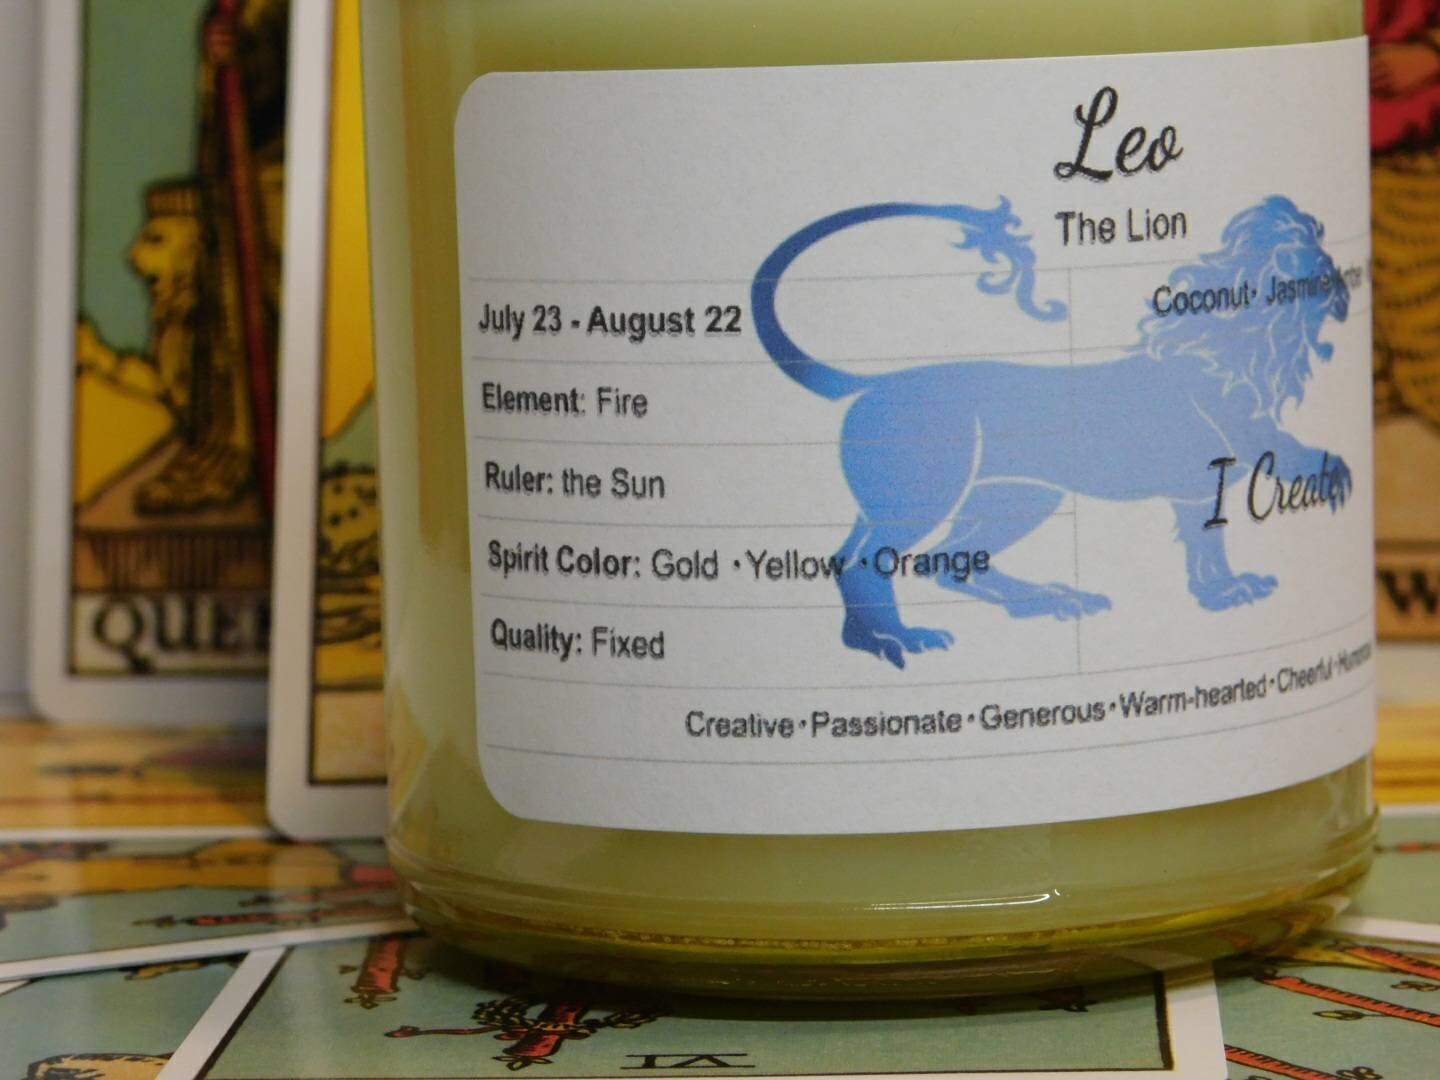 Leo
The Lion
Coconut · Jasmine
July 23 - August 22
Element: Fire
Ruler: the Sun
I Create
Spirit Color: Gold · Yellow · Orange
Quality: Fixed
Creative · Passionate · Generous · Warm-hearted · Cheerful
VI